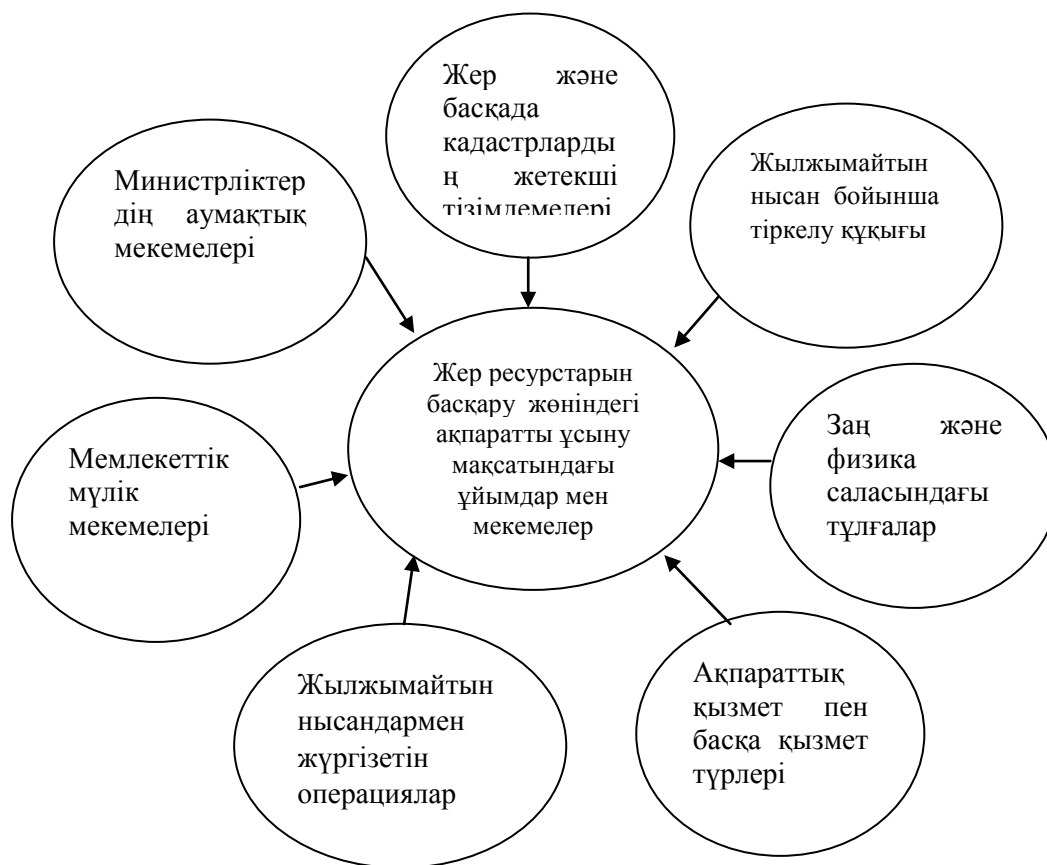 Жер және
басқада
кадастрларды
ң жетекші
тізімдемелері
Министрліктер
дің аумақтық
мекемелері
Жылжымайтын
нысан бойынша
тіркелу құқығы
Жер ресурстарын
басқару жөніндегі
ақпаратты ұсыну
мақсатындағы
ұйымдар мен
мекемелер
Мемлекеттік
мүлік
мекемелері
Заң және
физика
саласындағы
тұлғалар
Жылжымайтын
нысандармен
жүргізетін
операциялар
Ақпараттық
қызмет пен
басқа қызмет
түрлері